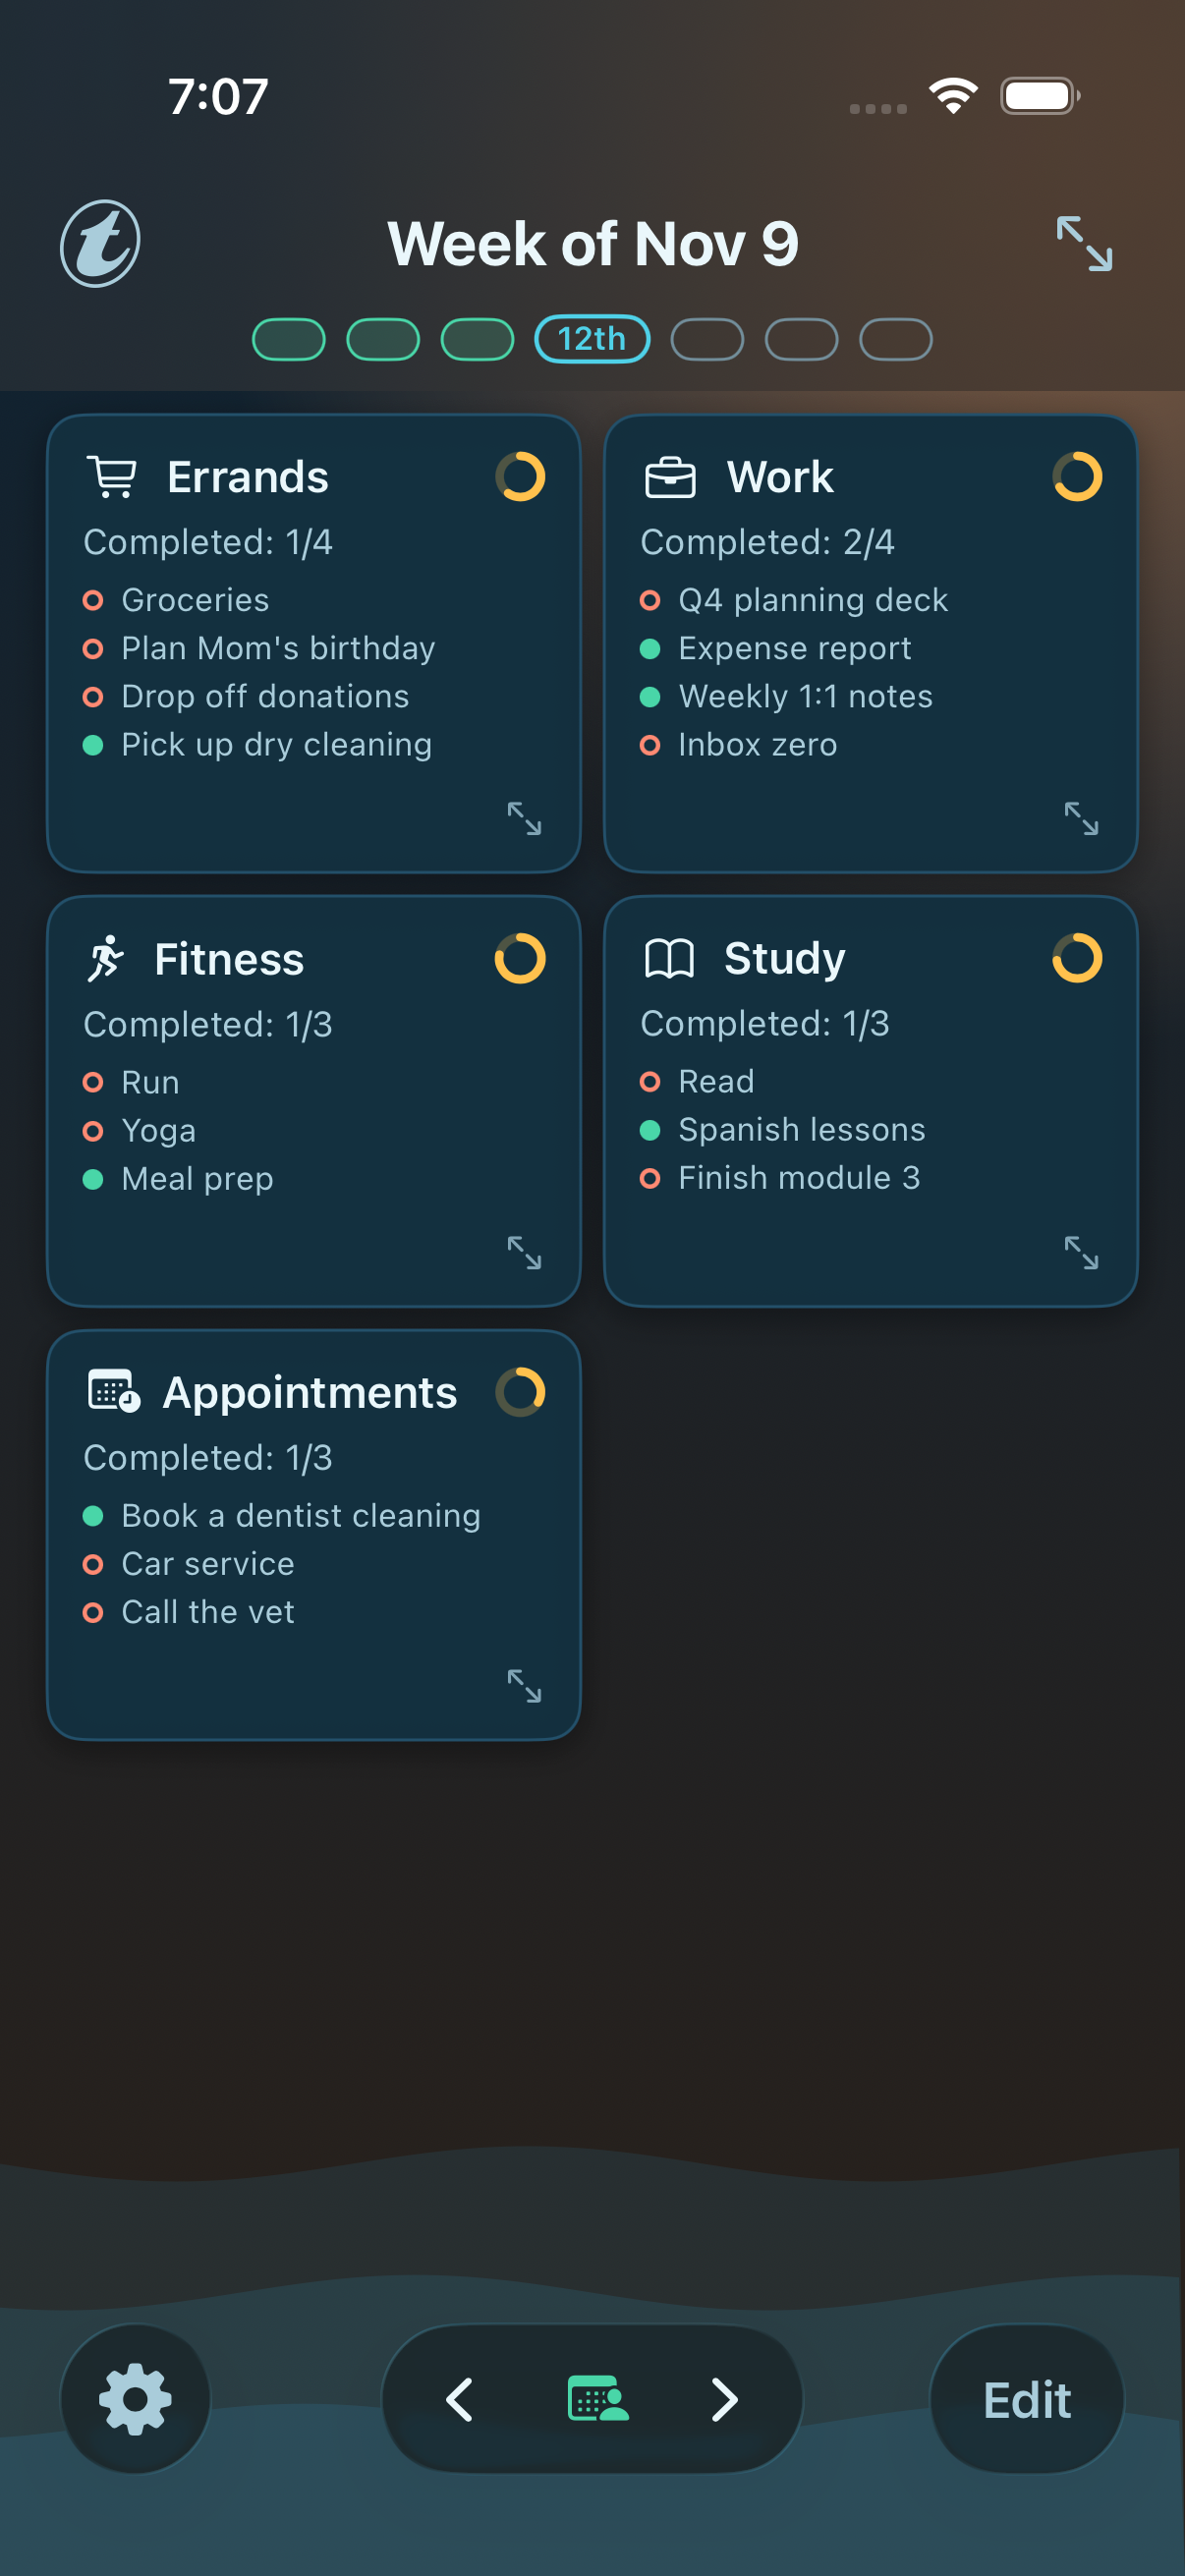 7:07
t
Week of Nov 9
12th
Errands
Completed: 1/4
Groceries
Plan Mom's birthday
Drop off donations
Pick up dry cleaning
Work
Completed: 2/4
Q4 planning deck
Expense report
Weekly 1:1 notes
Inbox zero
Fitness
Completed: 1/3
Run
Yoga
Meal prep
Study
Completed: 1/3
Read
Spanish lessons
Finish module 3
Appointments
Completed: 1/3
Book a dentist cleaning
Car service
Call the vet
Edit